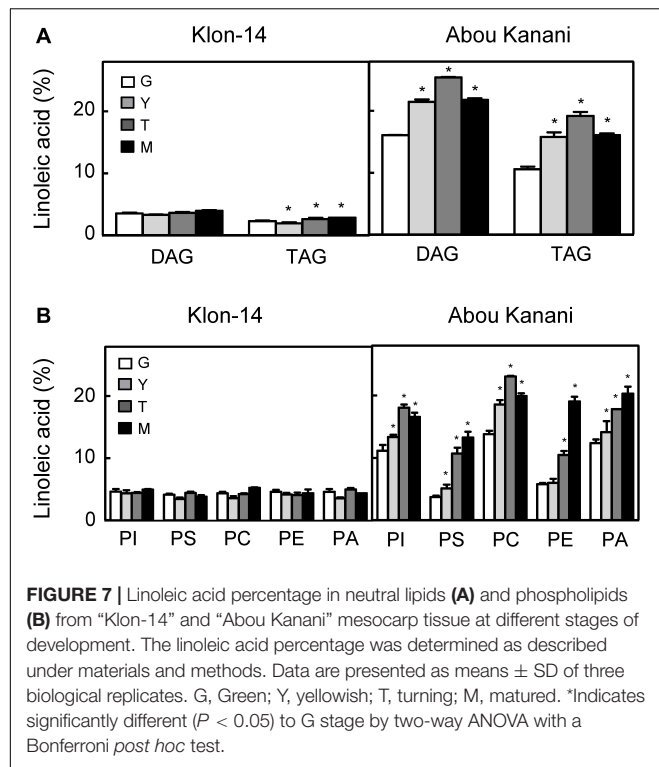 A
Klon-14
Abou Kanani
Linoleic acid (%)
G
Y
T
M
20
10
0
* * *
* * *
* * *
DAG
TAG
DAG
TAG
B
Klon-14
Abou Kanani
Linoleic acid (%)
G
Y
T
M
20
10
0
* * *
* * *
* * *
* *
* * *
PI
PS
PC
PE
PA
PI
PS
PC
PE
PA
FIGURE 7 | Linoleic acid percentage in neutral lipids (A) and phospholipids
(B) from “Klon-14” and “Abou Kanani” mesocarp tissue at different stages of
development. The linoleic acid percentage was determined as described
under materials and methods. Data are presented as means ± SD of three
biological replicates. G, Green; Y, yellowish; T, turning; M, matured. *Indicates
significantly different (P < 0.05) to G stage by two-way ANOVA with a
Bonferroni post hoc test.